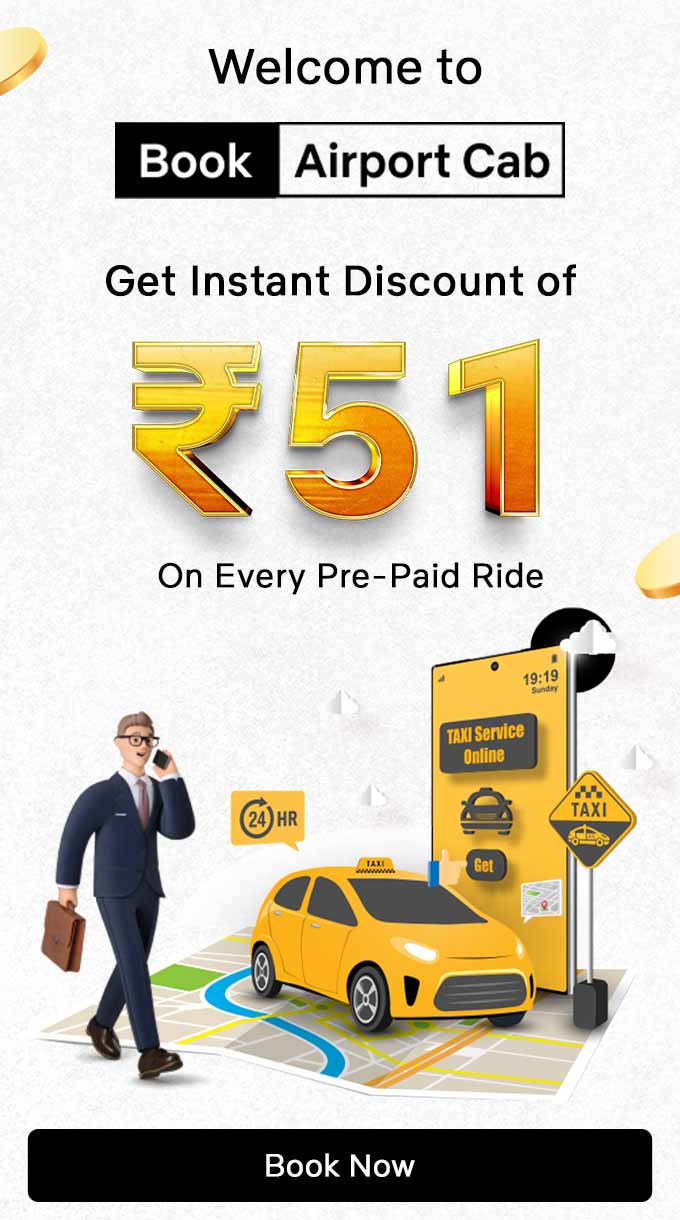 Welcome to
Book Airport Cab
Get Instant Discount of
₹51
On Every Pre-Paid Ride
19:19
Sunday
TAXI Service
Online
24 HR
TAXI
TAXI
Get
Book Now